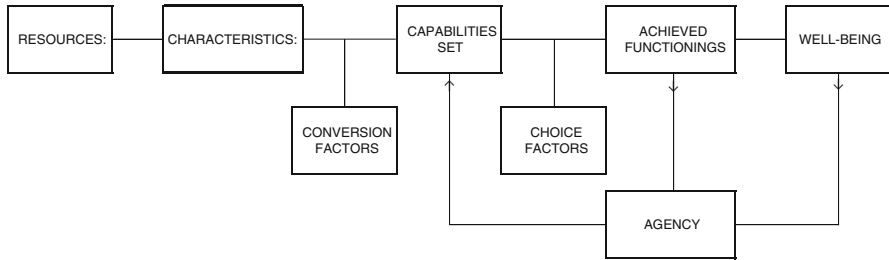 RESOURCES:
CHARACTERISTICS:
CAPABILITIES
SET
ACHIEVED
FUNCTIONINGS
WELL-BEING
CONVERSION
FACTORS
CHOICE
FACTORS
AGENCY